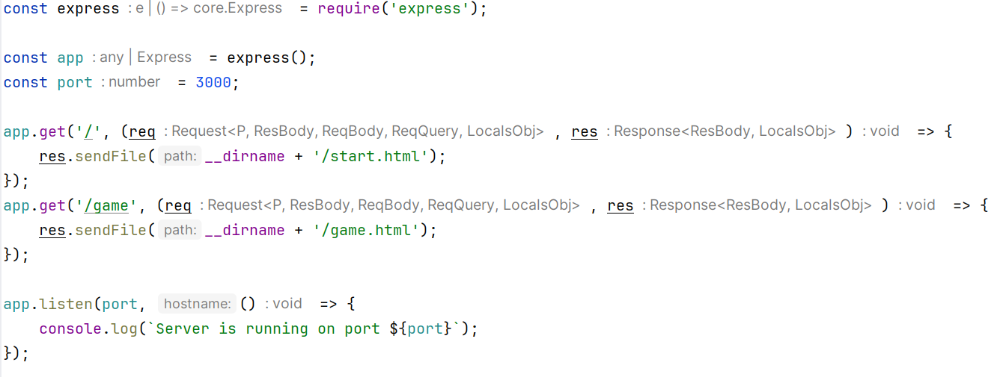 const express : e | () => core.Express = require('express');
const app : any | Express = express();
const port : number = 3000;
app.get('/', (req : Request<P, ResBody, ReqBody, ReqQuery, LocalsObj> , res : Response<ResBody, LocalsObj> ) : void => {
    res.sendFile( path: __dirname + '/start.html');
});
app.get('/game', (req : Request<P, ResBody, ReqBody, ReqQuery, LocalsObj> , res : Response<ResBody, LocalsObj> ) : void => {
    res.sendFile( path: __dirname + '/game.html');
});
app.listen(port, hostname: () : void => {
    console.log(`Server is running on port ${port}`);
});